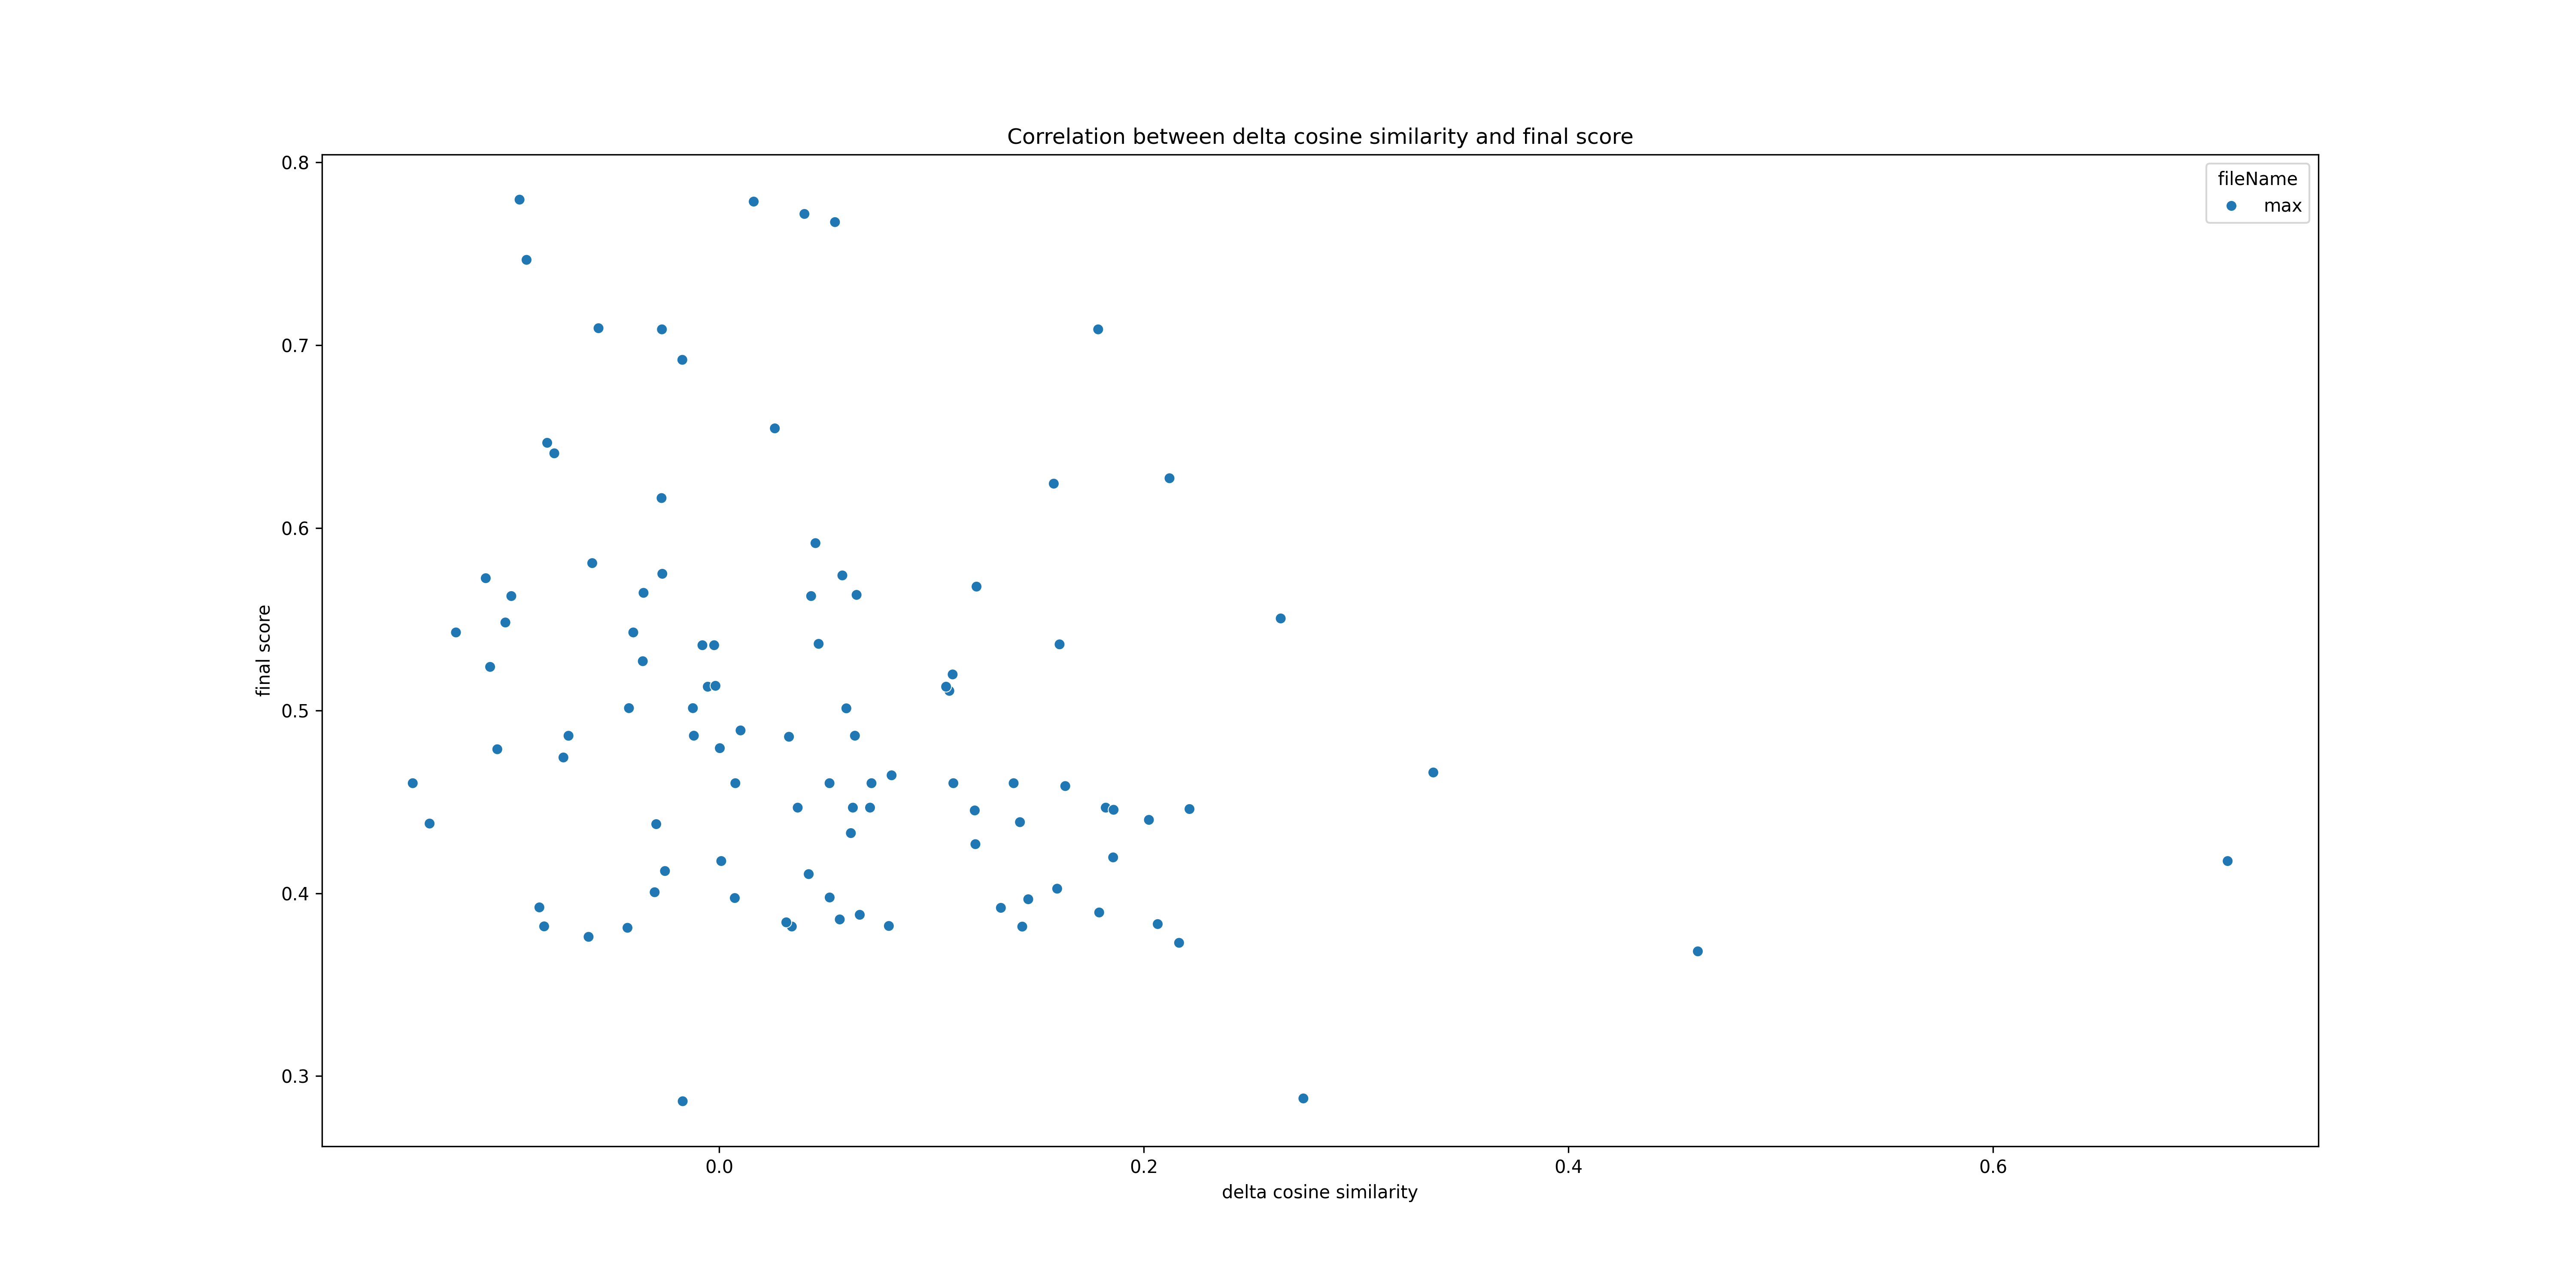 Correlation between delta cosine similarity and final score
fileName
max
0.8
0.7
0.6
0.5
0.4
0.3
final score
0.0 0.2 0.4 0.6
delta cosine similarity